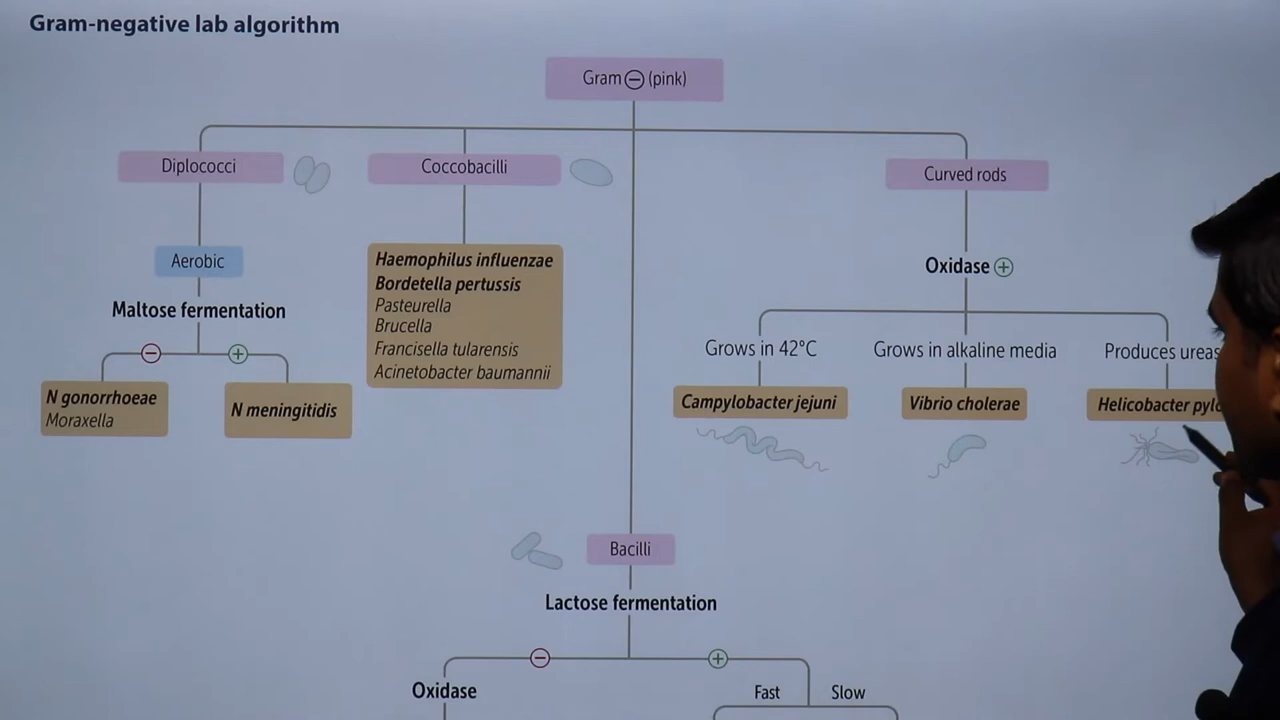 Gram-negative lab algorithm
Gram ⊖ (pink)
Diplococci
Coccobacilli
Curved rods
Aerobic
Haemophilus influenzae
Bordetella pertussis
Pasteurella
Brucella
Francisella tularensis
Acinetobacter baumannii
Oxidase ⊕
Maltose fermentation
⊖ ⊕
Grows in 42°C
Grows in alkaline media
Produces
N gonorrhoeae
Moraxella
N meningitidis
Campylobacter jejuni
Vibrio cholerae
Helicobacter
Bacilli
Lactose fermentation
⊖ ⊕
Oxidase
Fast
Slow